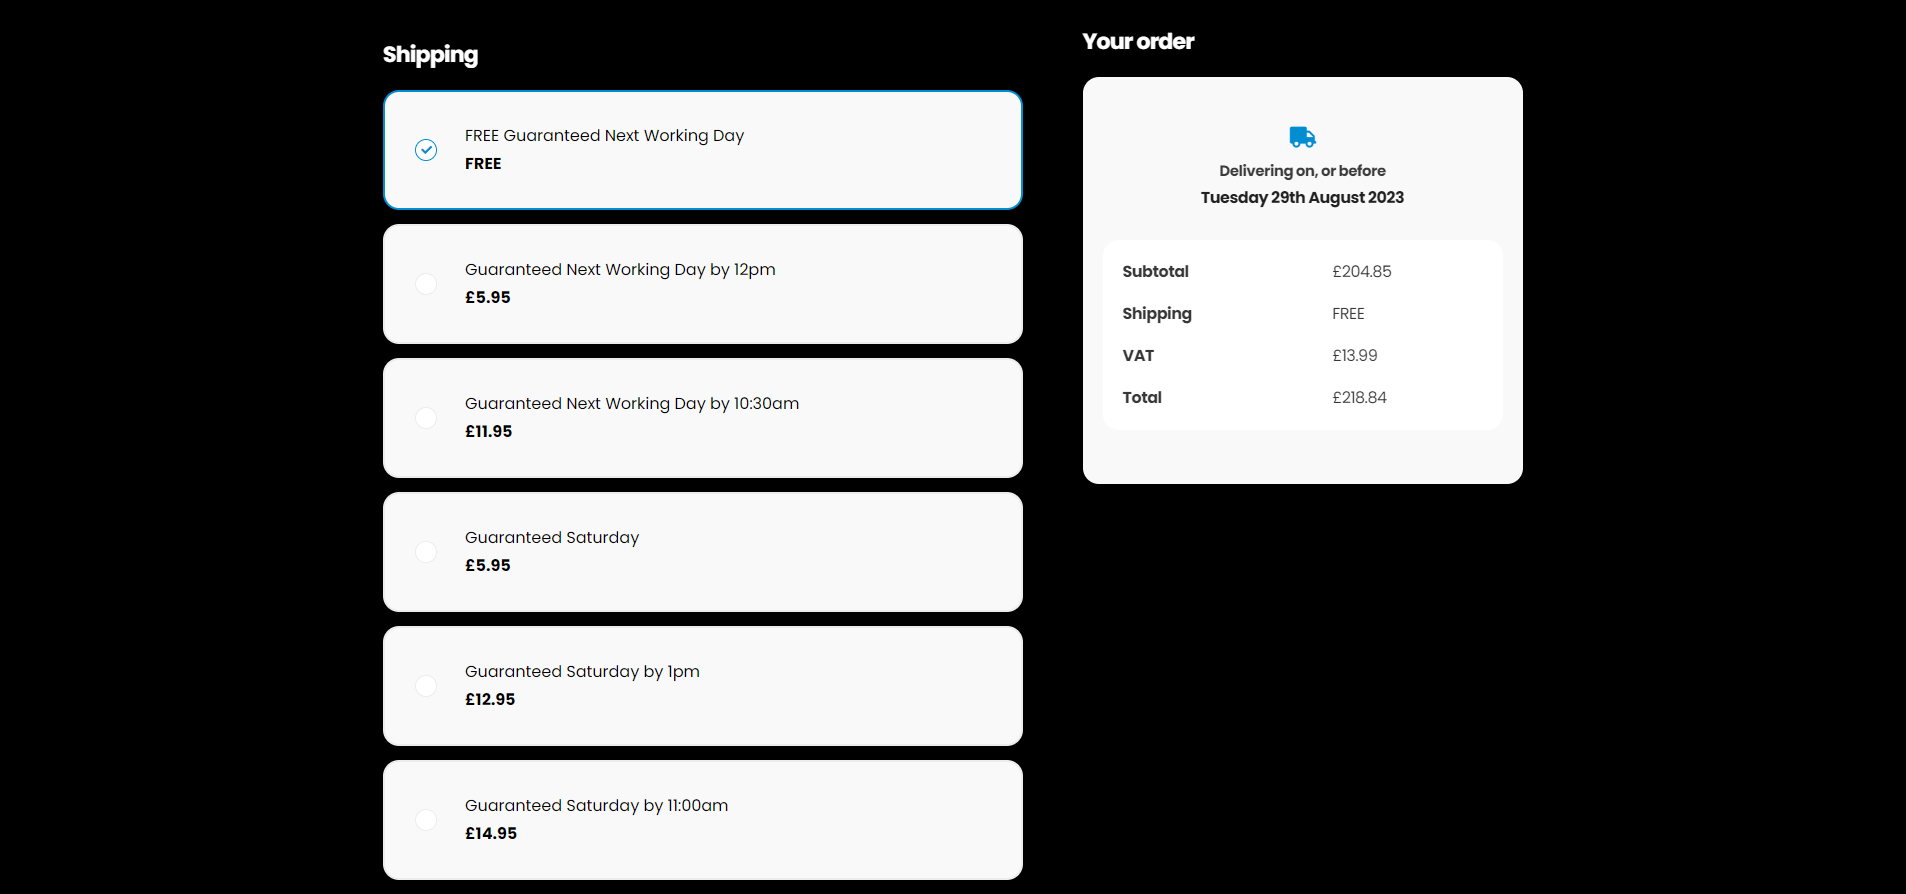 Shipping
FREE Guaranteed Next Working Day
FREE
Guaranteed Next Working Day by 12pm
£5.95
Guaranteed Next Working Day by 10:30am
£11.95
Guaranteed Saturday
£5.95
Guaranteed Saturday by 1pm
£12.95
Guaranteed Saturday by 11:00am
£14.95
Your order
Delivering on, or before
Tuesday 29th August 2023
Subtotal £204.85
Shipping FREE
VAT £13.99
Total £218.84